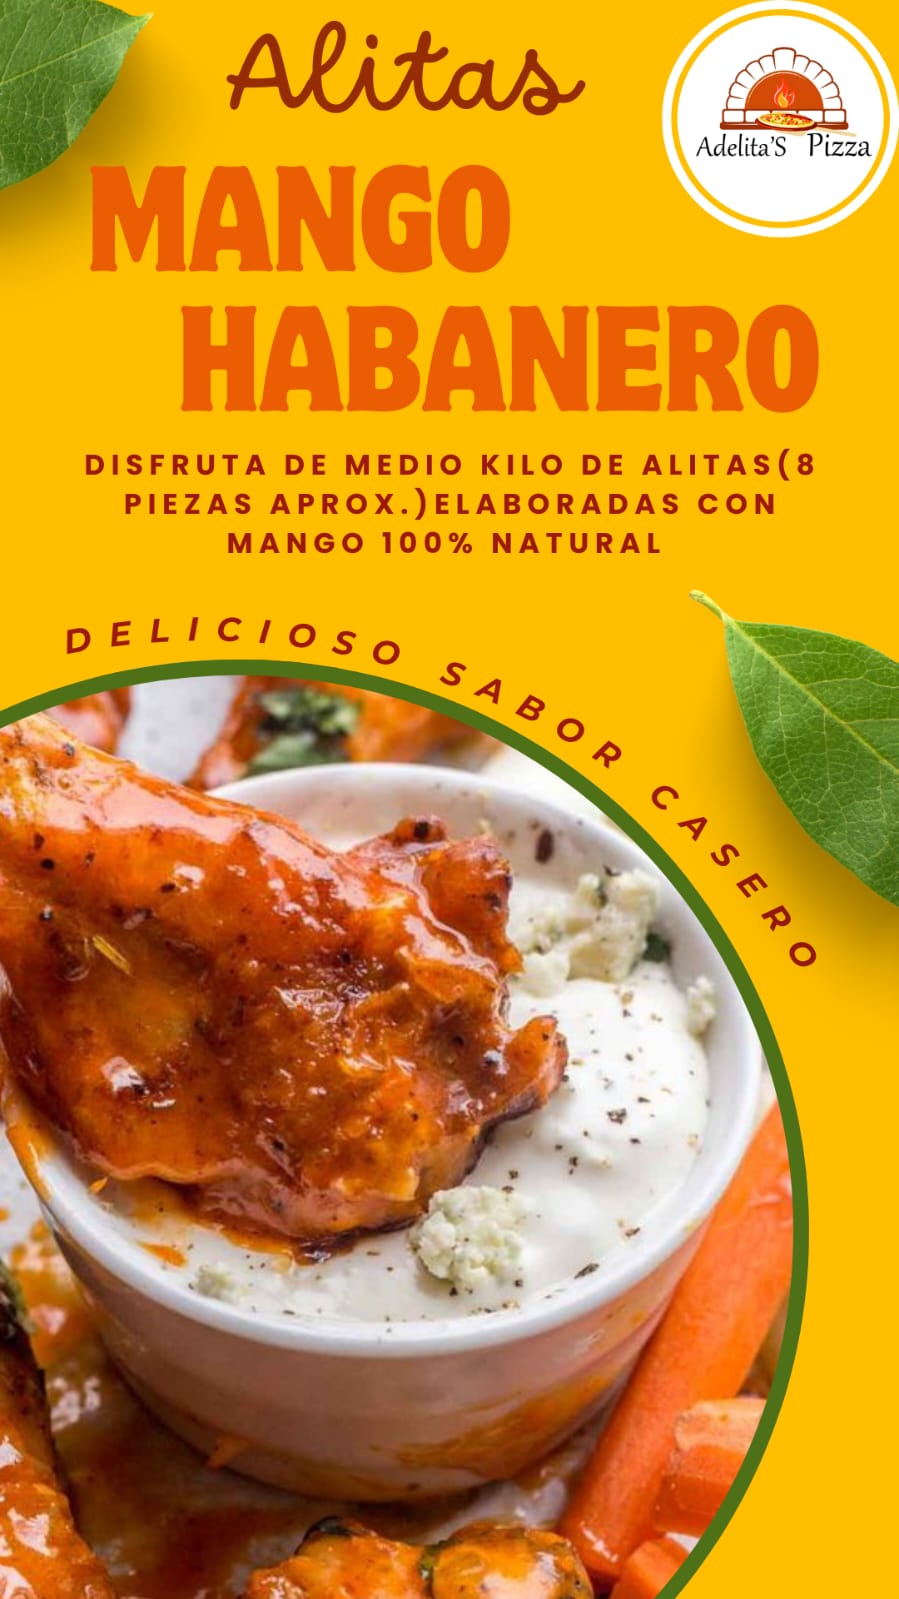 Alitas
Adelita'S Pizza
MANGO
HABANERO
DISFRUTA DE MEDIO KILO DE ALITAS(8
PIEZAS APROX.)ELABORADAS CON
MANGO 100% NATURAL
DELICIOSO SABOR CASERO